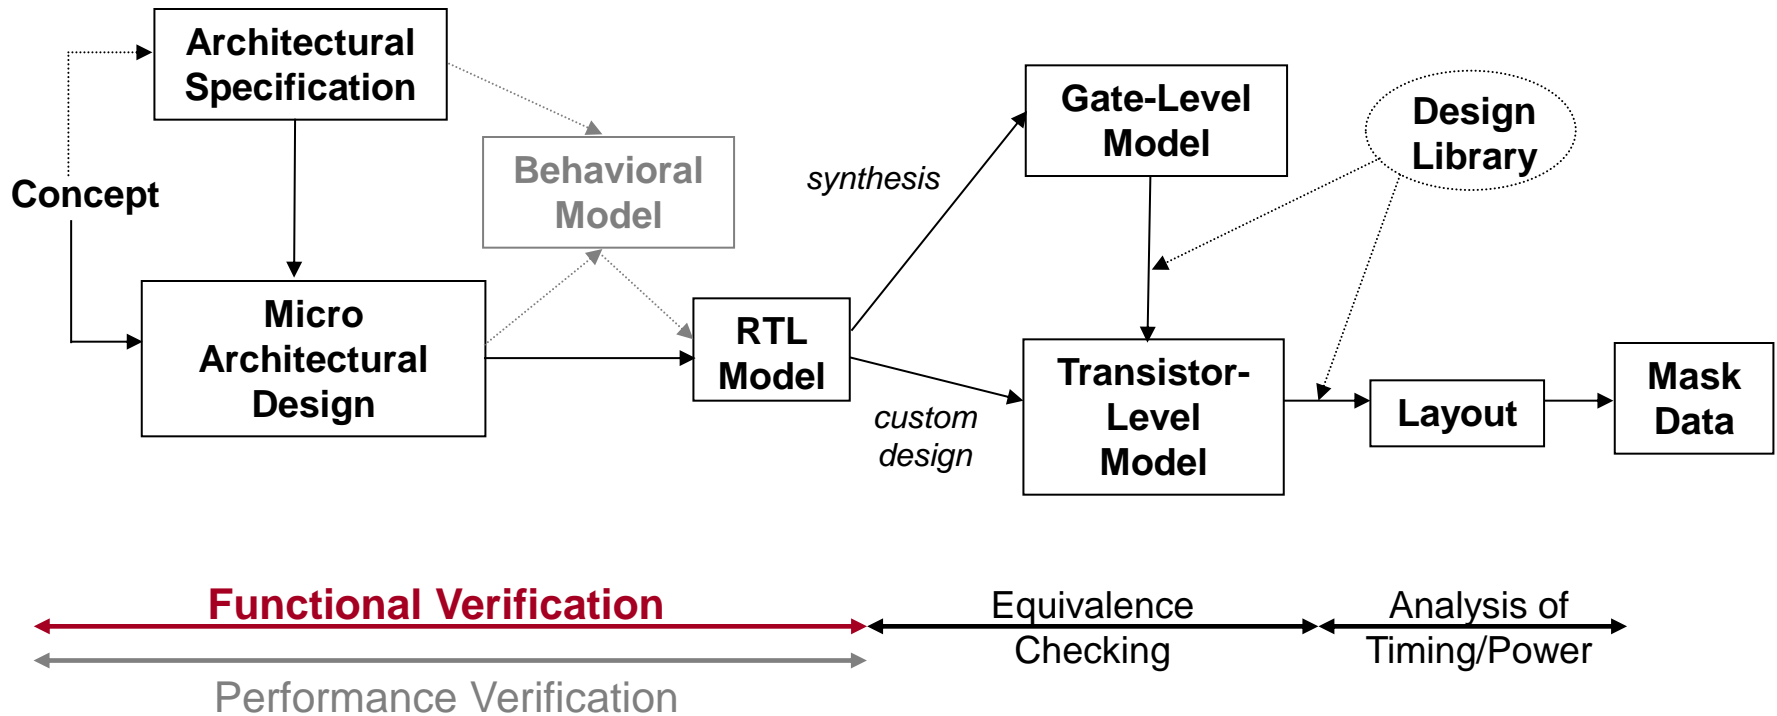 Architectural
Specification
Concept
Behavioral
Model
Micro
Architectural
Design
RTL
Model
synthesis
custom
design
Gate-Level
Model
Design
Library
Transistor-
Level
Model
Layout
Mask
Data
Functional Verification
Performance Verification
Equivalence
Checking
Analysis of
Timing/Power